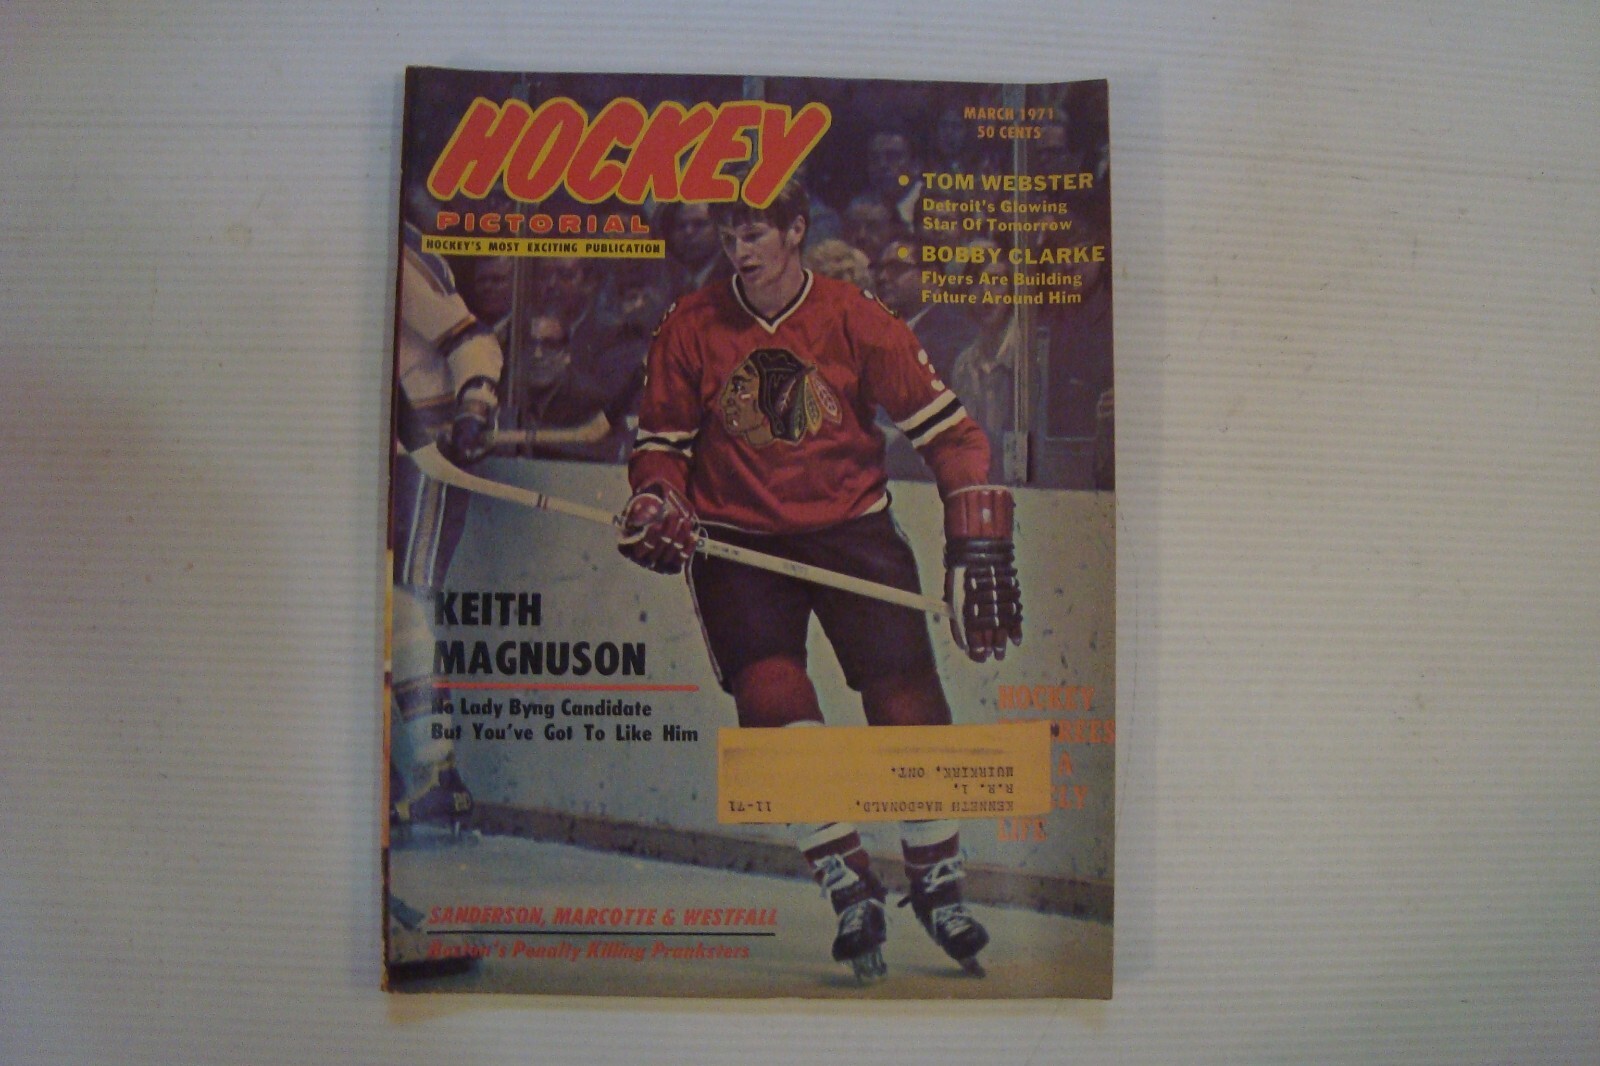 HOCKEY
PICTORIAL
HOCKEY'S MOST EXCITING PUBLICATION
MARCH 1971
50 CENTS
• TOM WEBSTER
Detroit's Glowing
Star Of Tomorrow
• BOBBY CLARKE
Flyers Are Building
Future Around Him
KEITH
MAGNUSON
No Lady Byng Candidate
But You've Got To Like Him
HOCKEY
LIFE
KENNETH MACDONALD, 11-71
R.R. 1,
MUIRKIRK, ONT.
SANDERSON, MARCOTTE & WESTFALL
Boston's Penalty Killing Pranksters